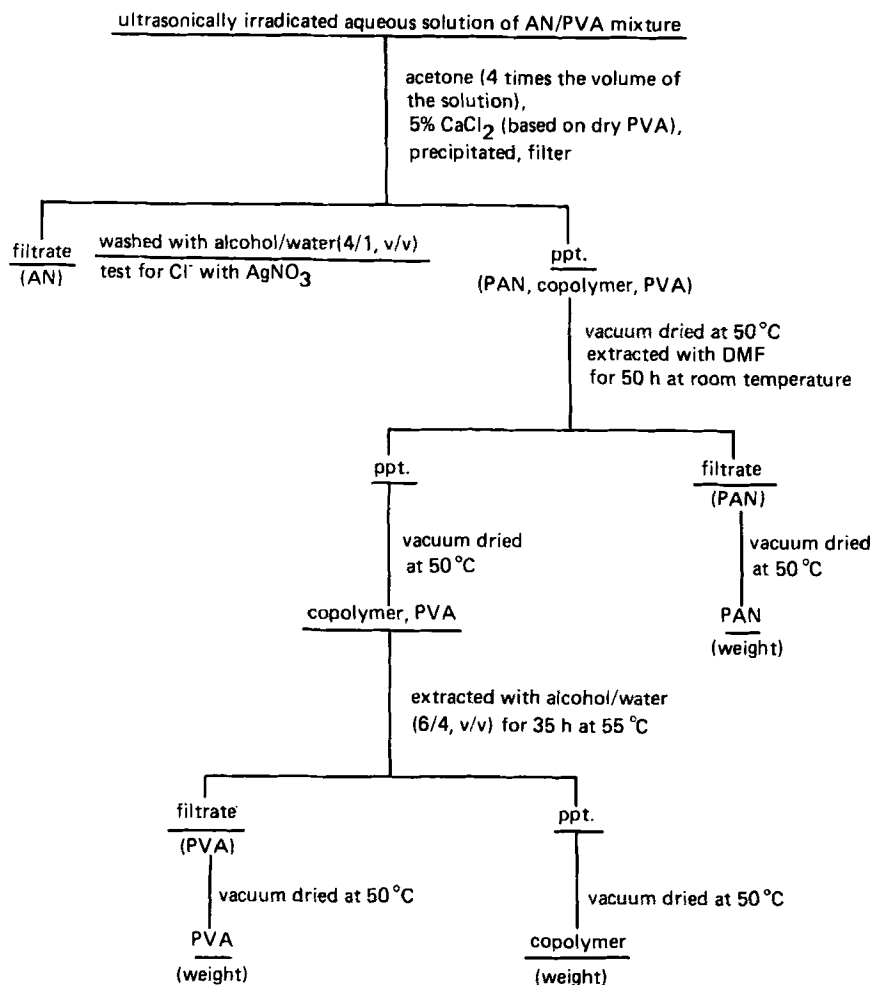 ultrasonically irradicated aqueous solution of AN/PVA mixture
acetone (4 times the volume of
the solution),
5% CaCl2 (based on dry PVA),
precipitated, filter
filtrate
(AN)
washed with alcohol/water(4/1, v/v)
test for Cl⁻ with AgNO3
ppt.
(PAN, copolymer, PVA)
vacuum dried at 50°C
extracted with DMF
for 50 h at room temperature
ppt.
filtrate
(PAN)
vacuum dried
at 50°C
vacuum dried
at 50°C
copolymer, PVA
PAN
(weight)
extracted with alcohol/water
(6/4, v/v) for 35 h at 55 °C
filtrate
(PVA)
ppt.
vacuum dried at 50°C
vacuum dried at 50°C
PVA
(weight)
copolymer
(weight)